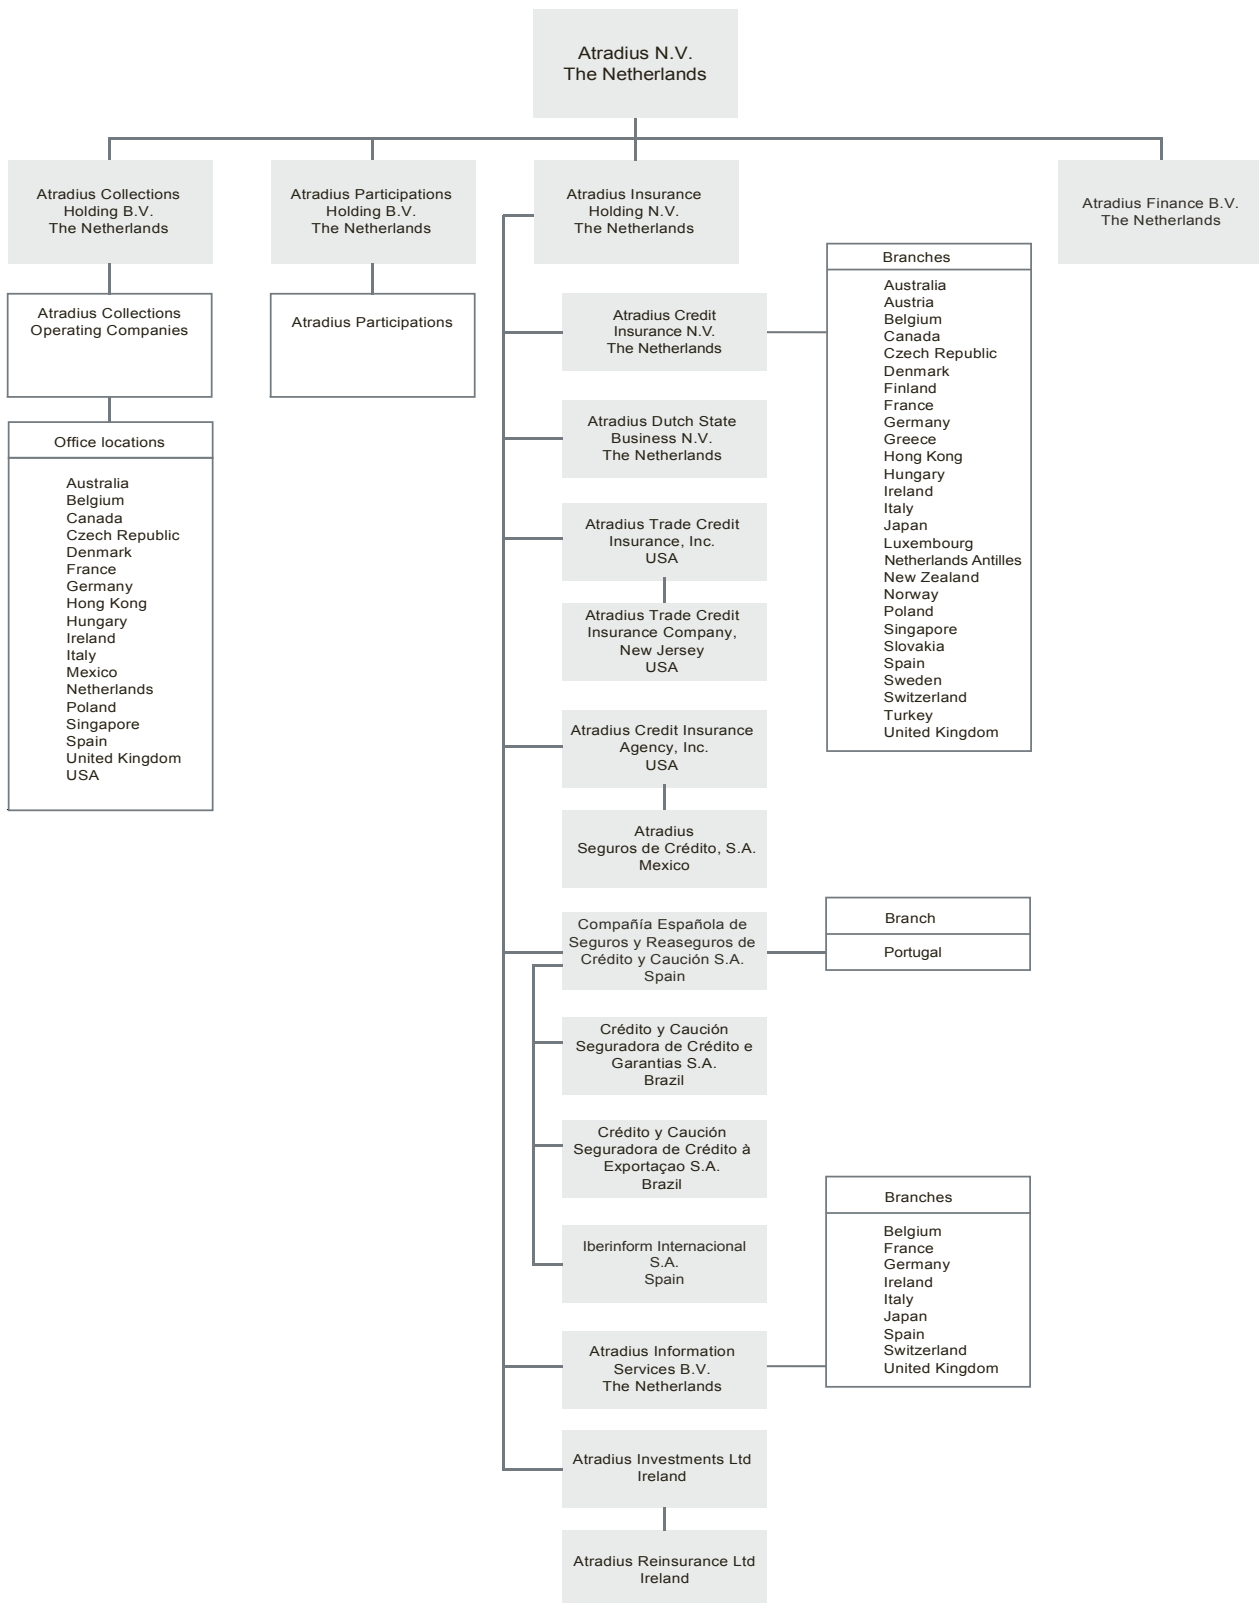 Atradius N.V.
The Netherlands
Atradius Collections
Holding B.V.
The Netherlands
Atradius Participations
Holding B.V.
The Netherlands
Atradius Insurance
Holding N.V.
The Netherlands
Atradius Finance B.V.
The Netherlands
Atradius Collections
Operating Companies
Office locations
Australia
Belgium
Canada
Czech Republic
Denmark
France
Germany
Hong Kong
Hungary
Ireland
Italy
Mexico
Netherlands
Poland
Singapore
Spain
United Kingdom
USA
Atradius Participations
Atradius Credit
Insurance N.V.
The Netherlands
Branches
Australia
Austria
Belgium
Canada
Czech Republic
Denmark
Finland
France
Germany
Greece
Hong Kong
Hungary
Ireland
Italy
Japan
Luxembourg
Netherlands Antilles
New Zealand
Norway
Poland
Singapore
Slovakia
Spain
Sweden
Switzerland
Turkey
United Kingdom
Atradius Dutch State
Business N.V.
The Netherlands
Atradius Trade Credit
Insurance, Inc.
USA
Atradius Trade Credit
Insurance Company,
New Jersey
USA
Atradius Credit Insurance
Agency, Inc.
USA
Atradius
Seguros de Crédito, S.A.
Mexico
Compañía Española de
Seguros y Reaseguros de
Crédito y Caución S.A.
Spain
Branch
Portugal
Crédito y Caución
Seguradora de Crédito e
Garantias S.A.
Brazil
Crédito y Caución
Seguradora de Crédito à
Exportaçao S.A.
Brazil
Iberinform Internacional
S.A.
Spain
Atradius Information
Services B.V.
The Netherlands
Branches
Belgium
France
Germany
Ireland
Italy
Japan
Spain
Switzerland
United Kingdom
Atradius Investments Ltd
Ireland
Atradius Reinsurance Ltd
Ireland